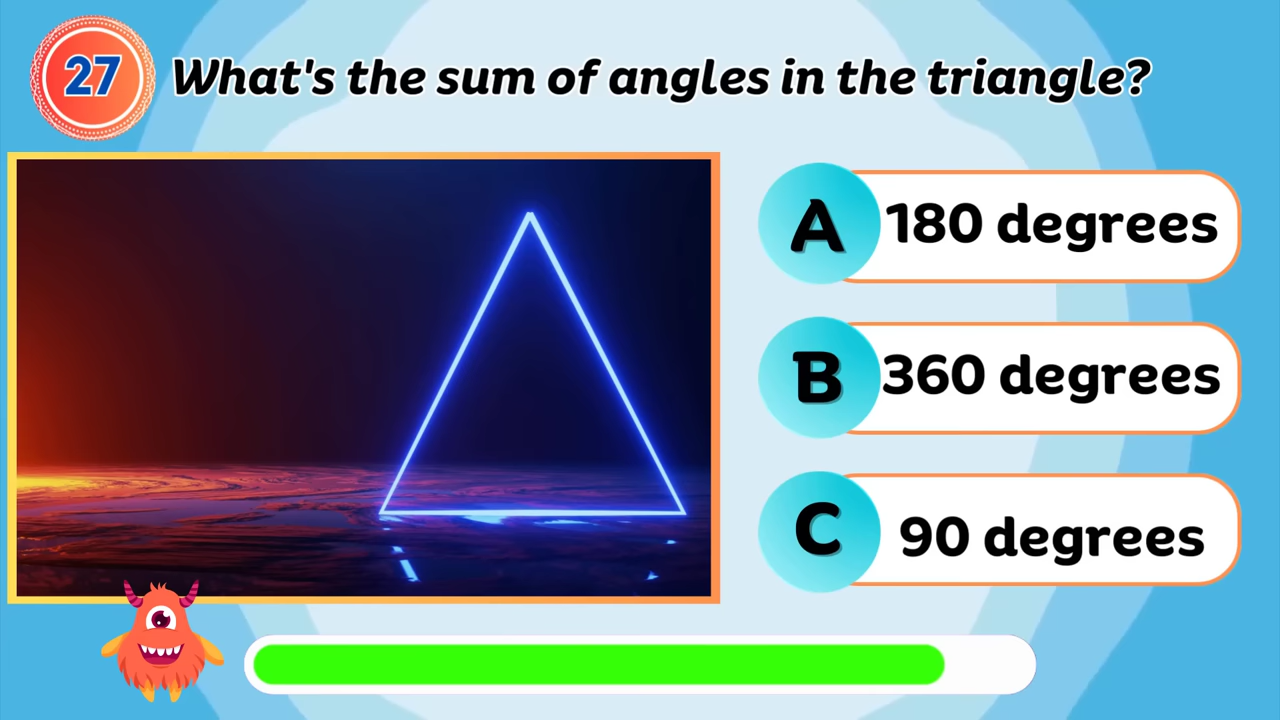 27
What's the sum of angles in the triangle?
A 180 degrees
B 360 degrees
C 90 degrees